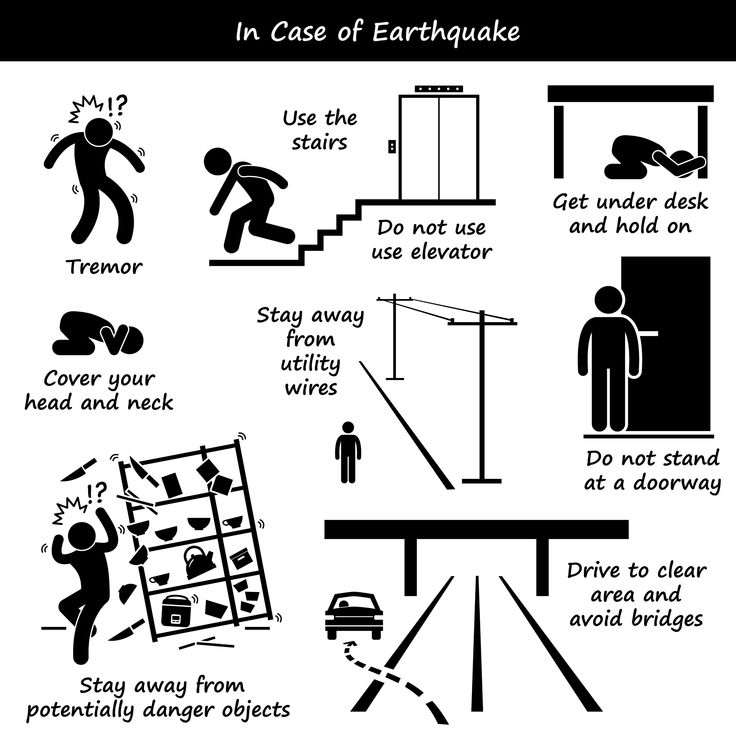 In Case of Earthquake
!?
Tremor
Use the
stairs
Do not use
use elevator
Get under desk
and hold on
Cover your
head and neck
Stay away
from
utility
wires
Do not stand
at a doorway
!?
Stay away from
potentially danger objects
Drive to clear
area and
avoid bridges